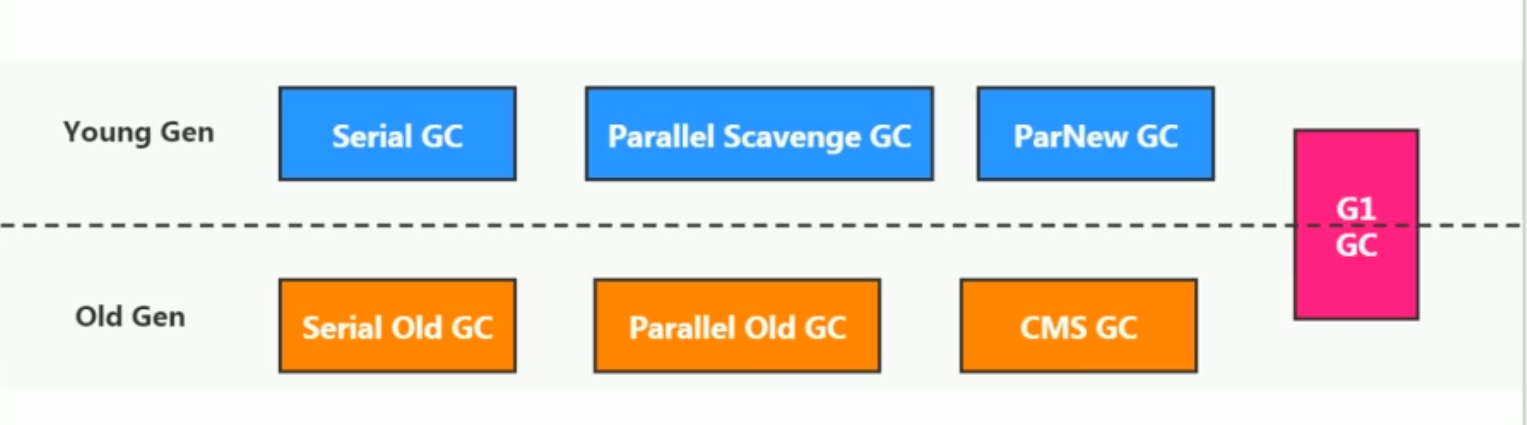 Young Gen
Serial GC
Parallel Scavenge GC
ParNew GC
G1
GC
Old Gen
Serial Old GC
Parallel Old GC
CMS GC